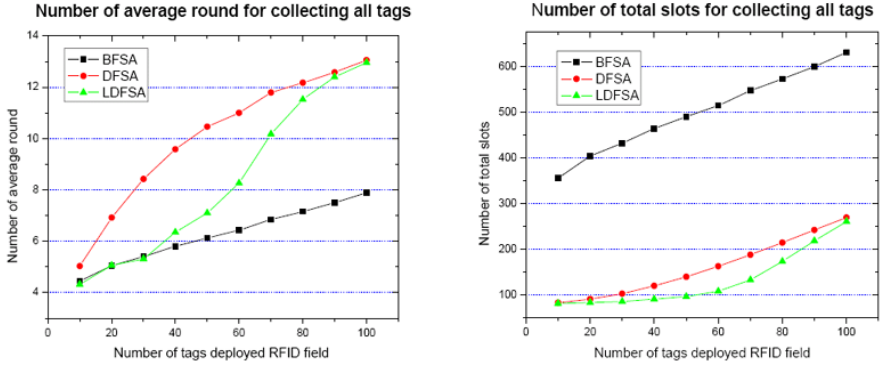 Number of average round for collecting all tags
Number of average round
14
12
10
8
6
4
BFSA
DFSA
LDFSA
0
20
40
60
80
100
Number of tags deployed RFID field
Number of total slots for collecting all tags
Number of total slots
600
500
400
300
200
100
BFSA
DFSA
LDFSA
0
20
40
60
80
100
Number of tags deployed RFID field